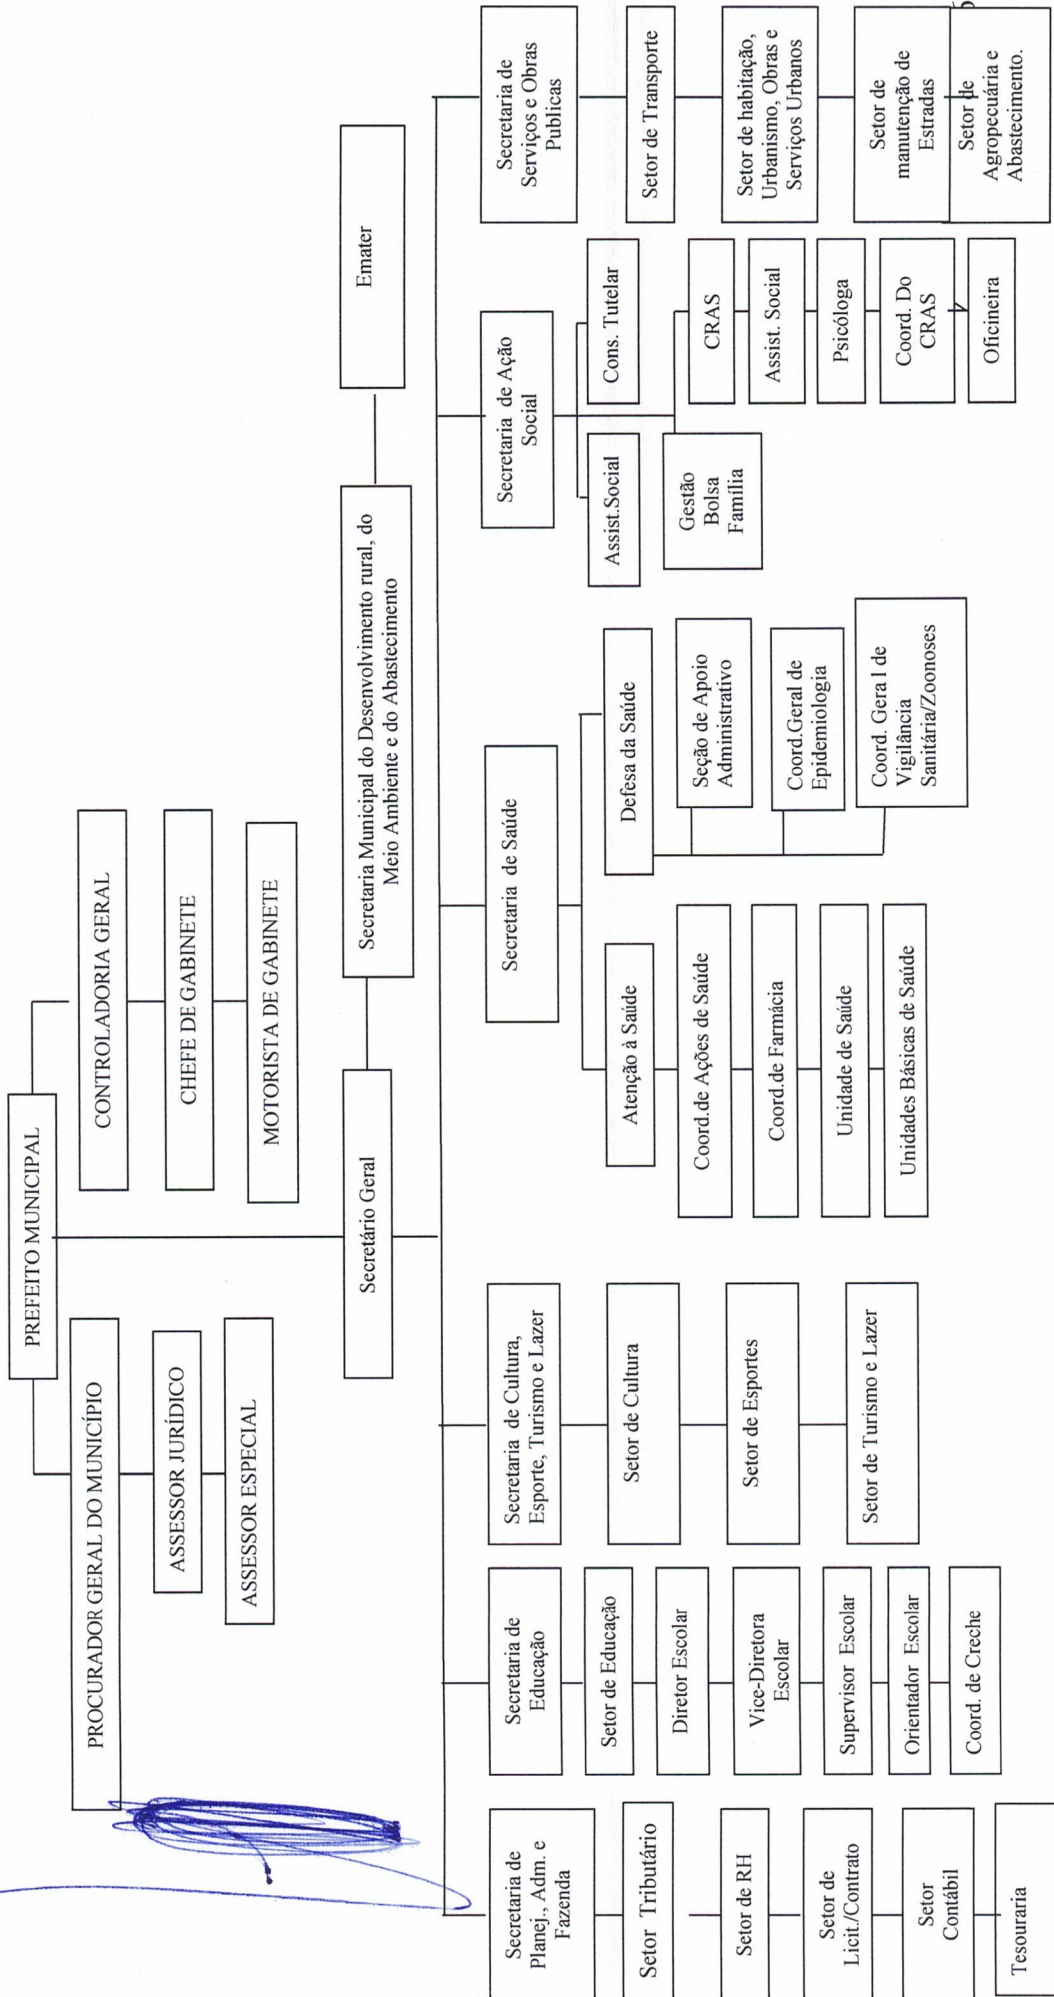 PREFEITO MUNICIPAL
PROCURADOR GERAL DO MUNICÍPIO
ASSESSOR JURÍDICO
ASSESSOR ESPECIAL
CONTROLADORIA GERAL
CHEFE DE GABINETE
MOTORISTA DE GABINETE
Secretário Geral
Secretaria Municipal do Desenvolvimento rural, do
Meio Ambiente e do Abastecimento
Emater
Secretaria de
Planej., Adm. e
Fazenda
Setor Tributário
Setor de RH
Setor de
Licit./Contrato
Setor
Contábil
Tesouraria
Secretaria de
Educação
Setor de Educação
Diretor Escolar
Vice-Diretora
Escolar
Supervisor Escolar
Orientador Escolar
Coord. de Creche
Secretaria de Cultura,
Esporte, Turismo e Lazer
Setor de Cultura
Setor de Esportes
Setor de Turismo e Lazer
Secretaria de Saúde
Atenção à Saúde
Coord.de Ações de Saúde
Coord.de Farmácia
Unidade de Saúde
Unidades Básicas de Saúde
Defesa da Saúde
Seção de Apoio
Administrativo
Coord.Geral de
Epidemiologia
Coord. Gera l de
Vigilância
Sanitária/Zoonoses
Secretaria de Ação
Social
Assist.Social
Cons. Tutelar
Gestão
Bolsa
Familia
CRAS
Assist. Social
Psicóloga
Coord. Do
CRAS
Oficineira
Secretaria de
Serviços e Obras
Publicas
Setor de Transporte
Setor de habitação,
Urbanismo, Obras e
Serviços Urbanos
Setor de
manutenção de
Estradas
Setor de
Agropecuária e
Abastecimento.